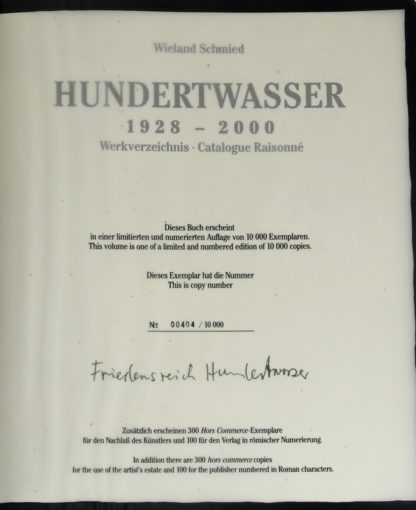 Wieland Schmied
HUNDERTWASSER
1928 – 2000
Werkverzeichnis · Catalogue Raisonné
Dieses Buch erscheint
in einer limitierten und numerierten Auflage von 10 000 Exemplaren.
This volume is one of a limited and numbered edition of 10 000 copies.
Dieses Exemplar hat die Nummer
This is copy number
№ 00404 / 10 000
Friedensreich Hundertwasser
Zusätzlich erscheinen 300 Hors Commerce-Exemplare
für den Nachlaß des Künstlers und 100 für den Verlag in römischer Numerierung.
In addition there are 300 hors commerce copies
for the use of the artist's estate and 100 for the publisher numbered in Roman characters.